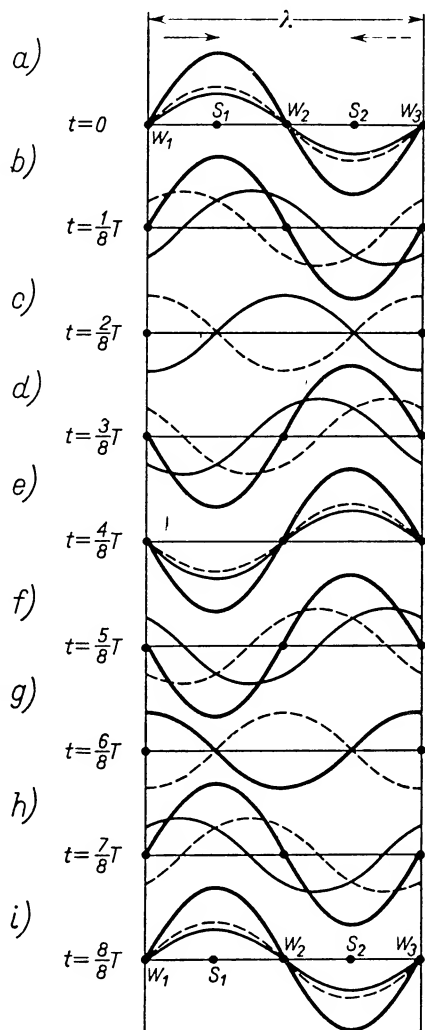 λ
a)
t=0
W₁
S₁
W₂
S₂
W₃
b)
t=1/8T
c)
t=2/8T
d)
t=3/8T
e)
t=4/8T
f)
t=5/8T
g)
t=6/8T
h)
t=7/8T
i)
t=8/8T
W₁
S₁
W₂
S₂
W₃